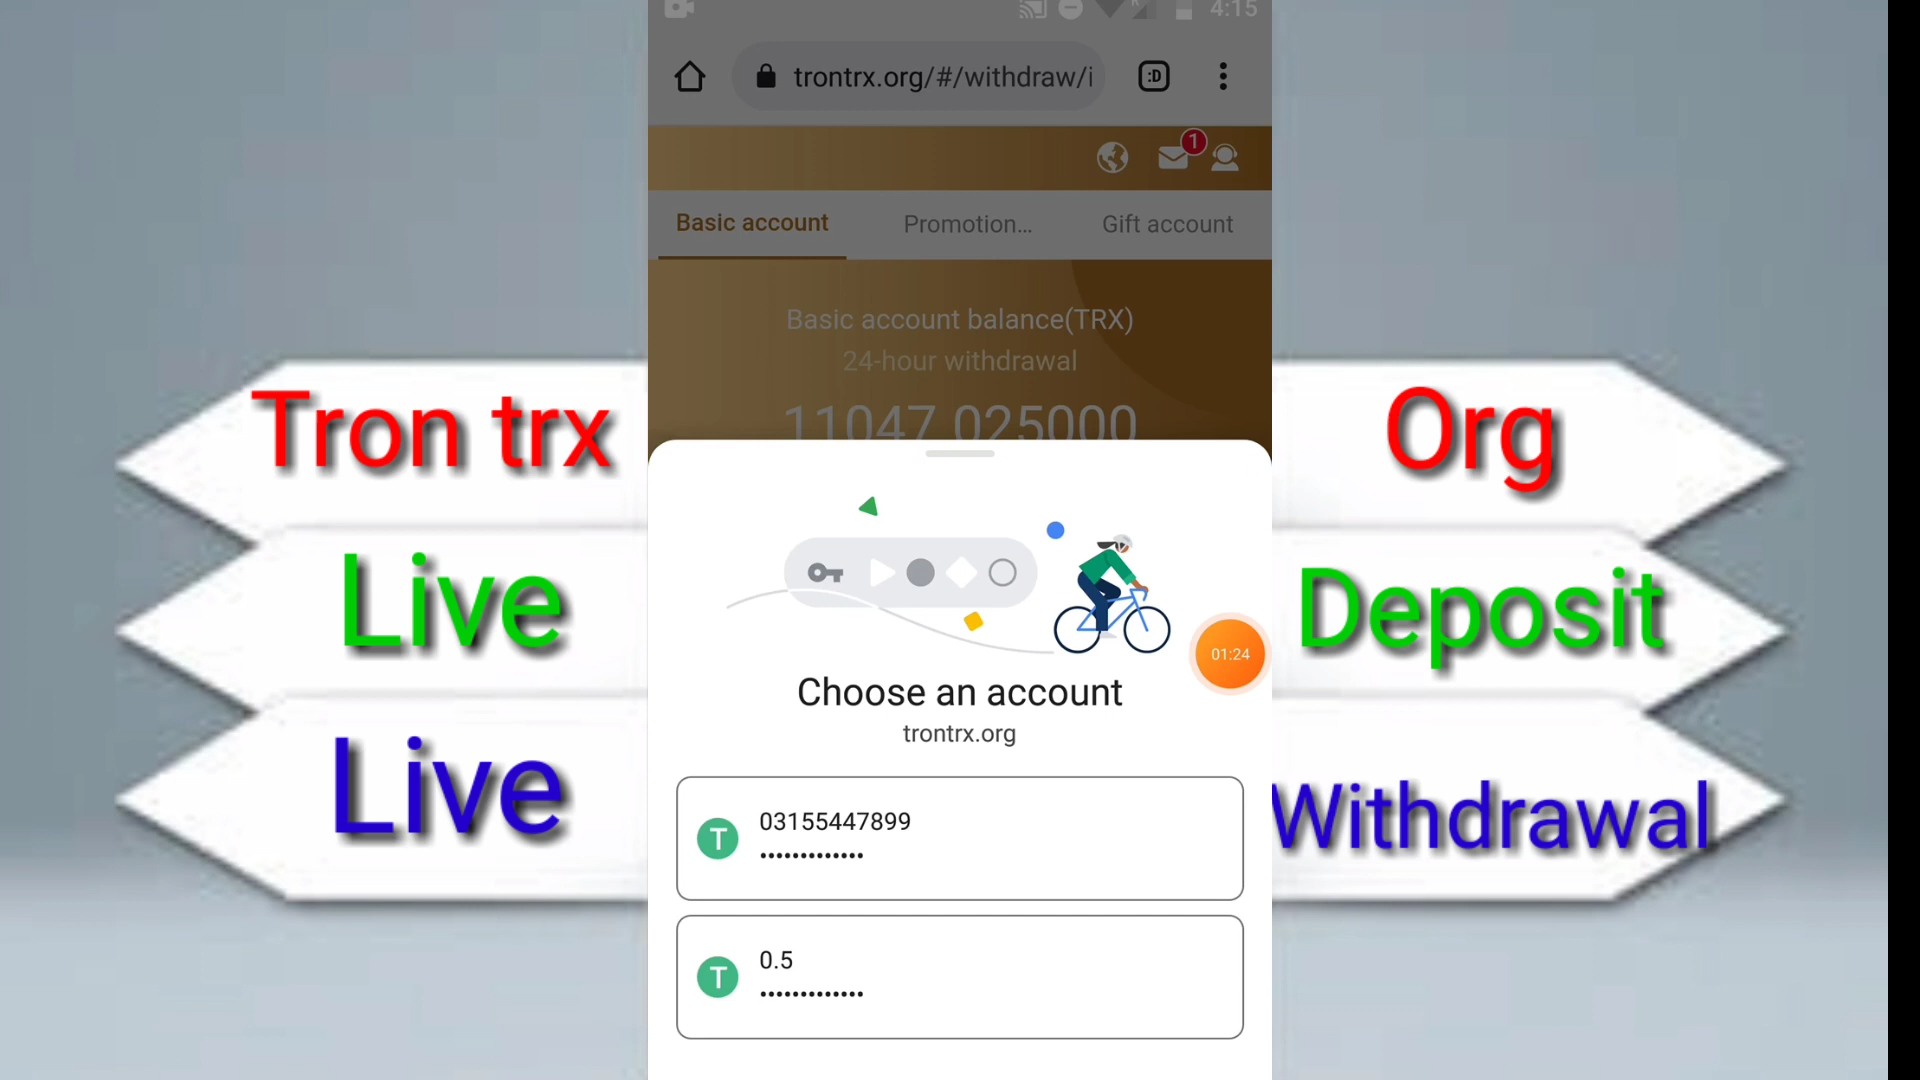 4:15
trontrx.org/#/withdraw/i
:D
1
Basic account
Promotion...
Gift account
Basic account balance(TRX)
24-hour withdrawal
11047.025000
Tron trx
Org
Live
Deposit
01:24
Choose an account
trontrx.org
Live
Withdrawal
T
03155447899
•••••••••••••
T
0.5
•••••••••••••